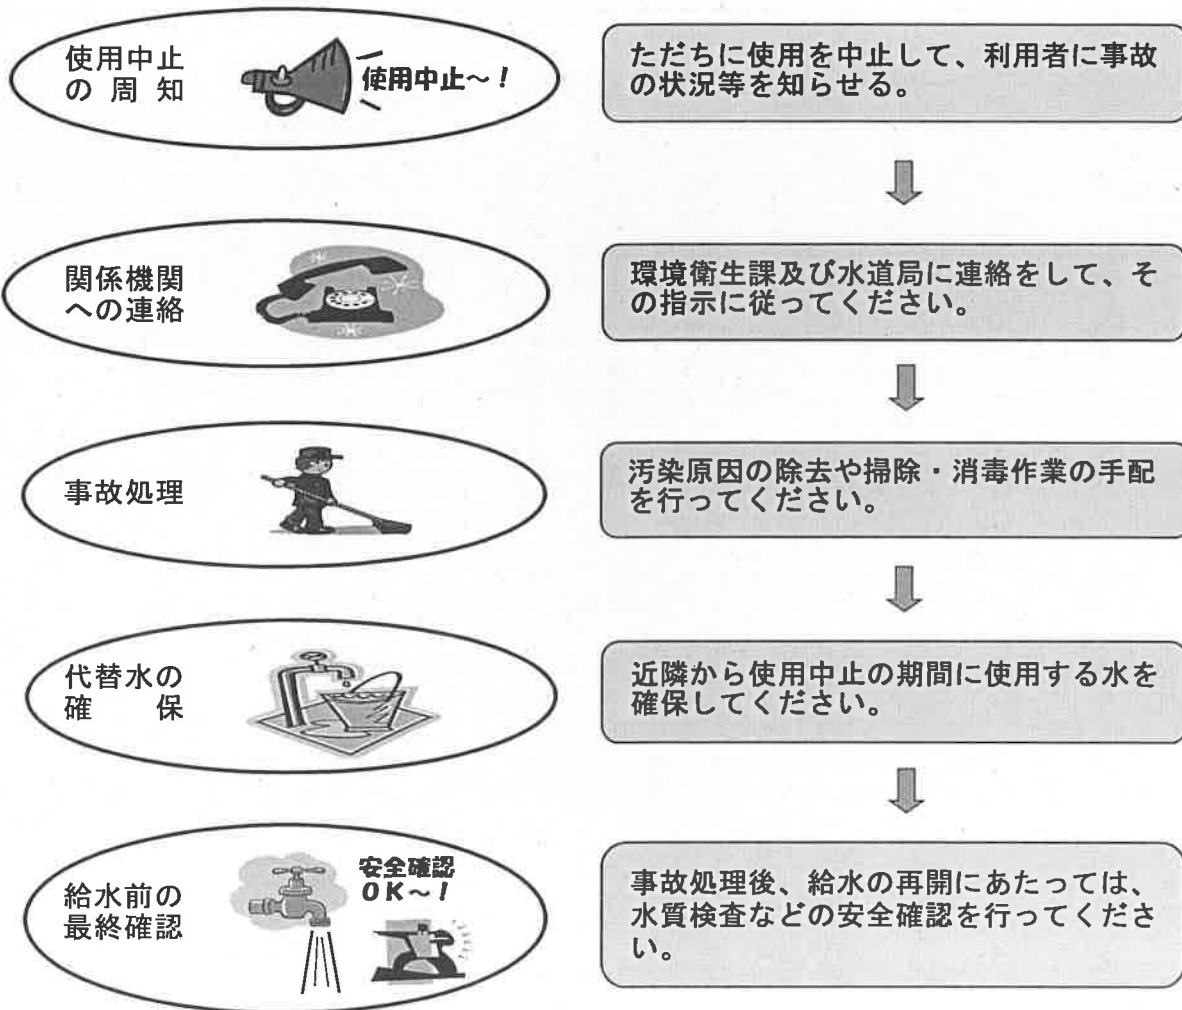 使用中止
の周知
使用中止～！
ただちに使用を中止して、利用者に事故
の状況等を知らせる。
関係機関
への連絡
環境衛生課及び水道局に連絡をして、そ
の指示に従ってください。
事故処理
汚染原因の除去や掃除・消毒作業の手配
を行ってください。
代替水の
確保
近隣から使用中止の期間に使用する水を
確保してください。
給水前の
最終確認
安全確認
OK～！
事故処理後、給水の再開にあたっては、
水質検査などの安全確認を行ってくださ
い。